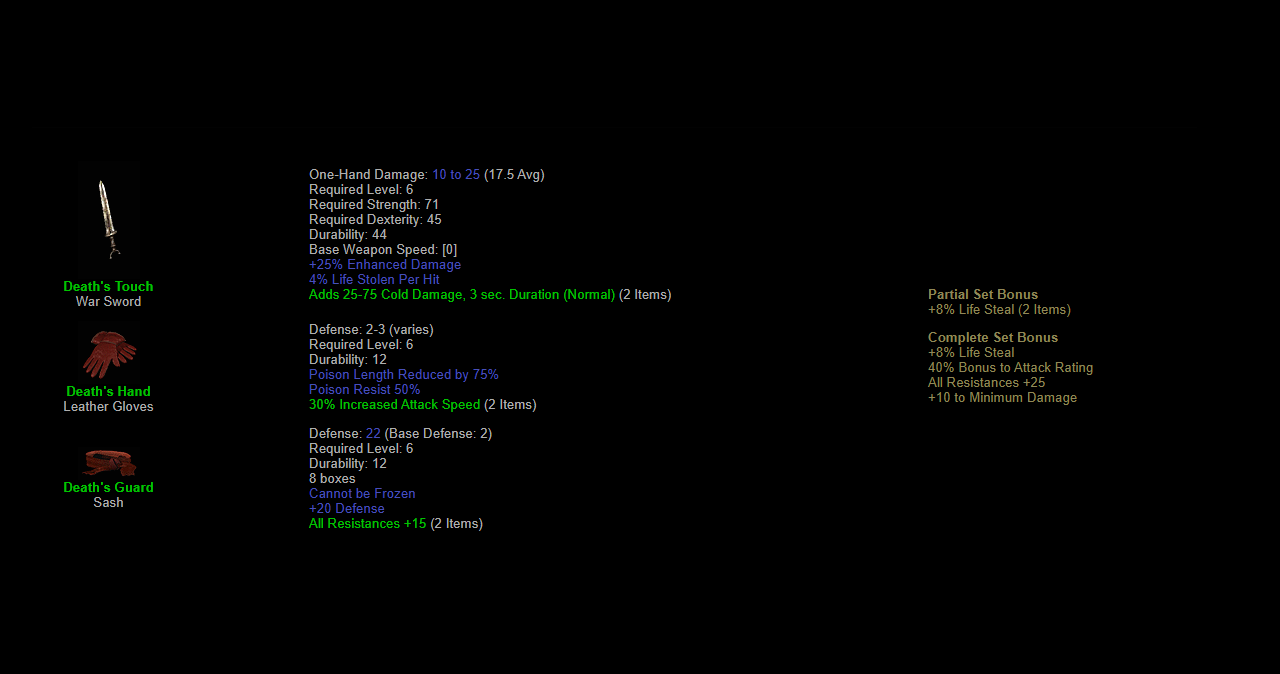 Death's Touch
War Sword
One-Hand Damage: 10 to 25 (17.5 Avg)
Required Level: 6
Required Strength: 71
Required Dexterity: 45
Durability: 44
Base Weapon Speed: [0]
+25% Enhanced Damage
4% Life Stolen Per Hit
Adds 25-75 Cold Damage, 3 sec. Duration (Normal) (2 Items)
Death's Hand
Leather Gloves
Defense: 2-3 (varies)
Required Level: 6
Durability: 12
Poison Length Reduced by 75%
Poison Resist 50%
30% Increased Attack Speed (2 Items)
Death's Guard
Sash
Defense: 22 (Base Defense: 2)
Required Level: 6
Durability: 12
8 boxes
Cannot be Frozen
+20 Defense
All Resistances +15 (2 Items)
Partial Set Bonus
+8% Life Steal (2 Items)
Complete Set Bonus
+8% Life Steal
40% Bonus to Attack Rating
All Resistances +25
+10 to Minimum Damage